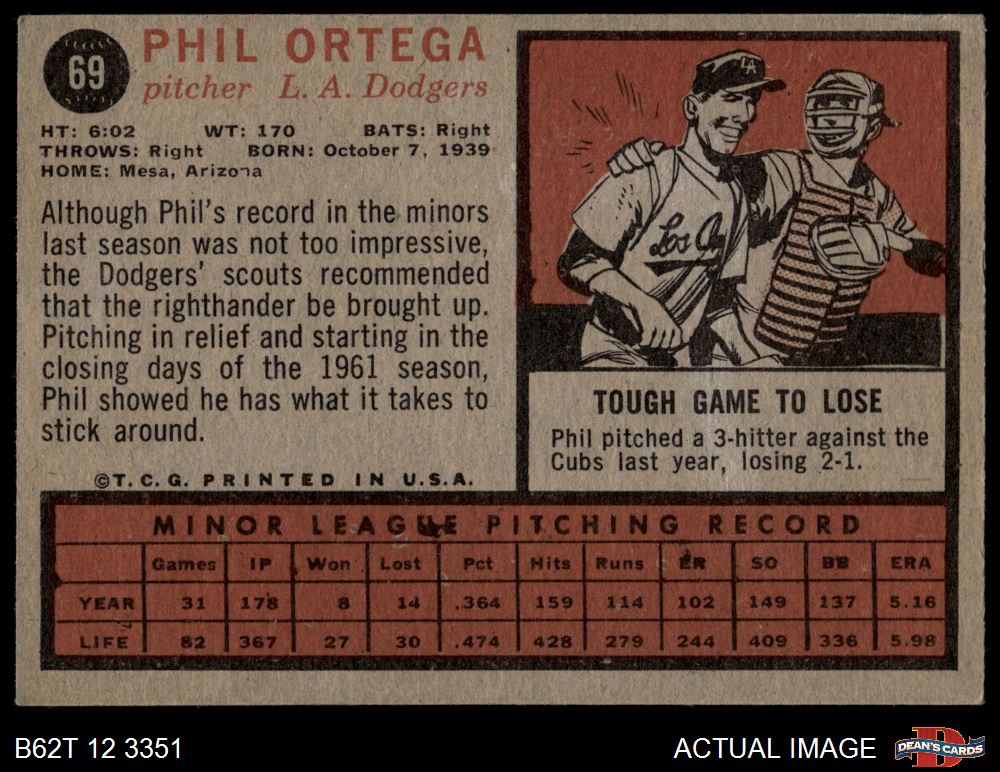 69
PHIL ORTEGA
pitcher L. A. Dodgers
HT: 6:02 WT: 170 BATS: Right
THROWS: Right BORN: October 7, 1939
HOME: Mesa, Arizona
Although Phil's record in the minors
last season was not too impressive,
the Dodgers' scouts recommended
that the righthander be brought up.
Pitching in relief and starting in the
closing days of the 1961 season,
Phil showed he has what it takes to
stick around.
©T. C. G. PRINTED IN U.S.A.
LA
Los An
TOUGH GAME TO LOSE
Phil pitched a 3-hitter against the
Cubs last year, losing 2-1.
MINOR LEAGUE PITCHING RECORD
Games IP Won Lost Pct Hits Runs ER SO BB ERA
YEAR 31 178 8 14 .364 159 114 102 149 137 5.16
LIFE 82 367 27 30 .474 428 279 244 409 336 5.98
B62T 12 3351
ACTUAL IMAGE
D
DEAN'S CARDS